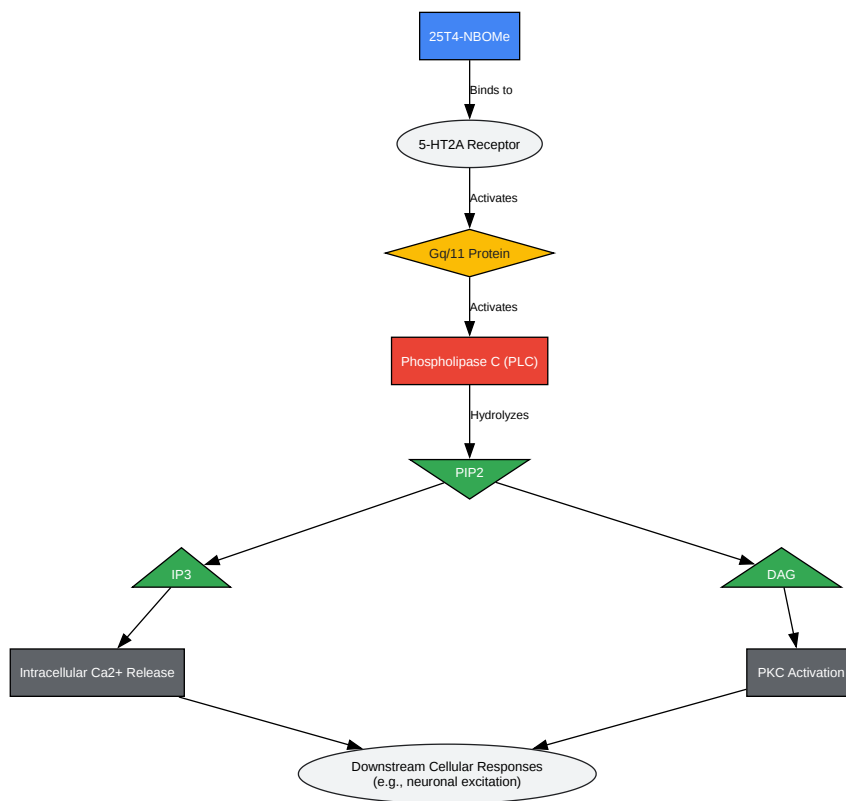 25T4-NBOMe
Binds to
5-HT2A Receptor
Activates
Gq/11 Protein
Activates
Phospholipase C (PLC)
Hydrolyzes
PIP2
IP3
DAG
Intracellular Ca2+ Release
PKC Activation
Downstream Cellular Responses
(e.g., neuronal excitation)